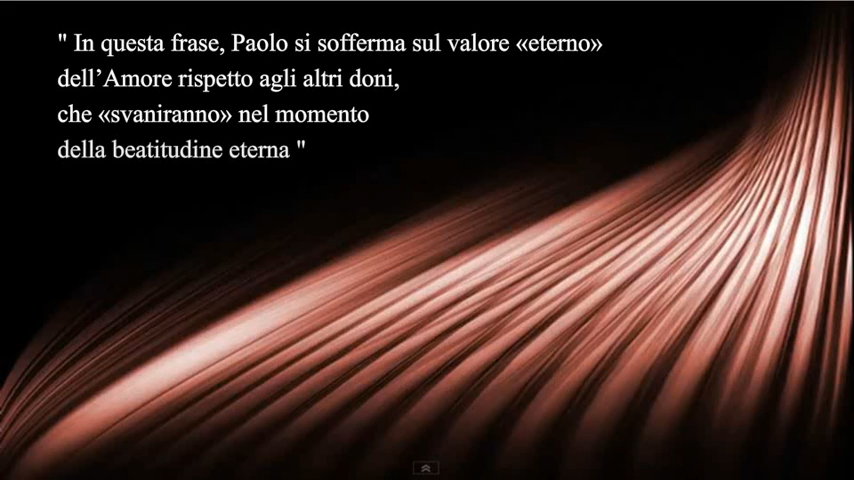 " In questa frase, Paolo si sofferma sul valore «eterno»
dell’Amore rispetto agli altri doni,
che «svaniranno» nel momento
della beatitudine eterna "